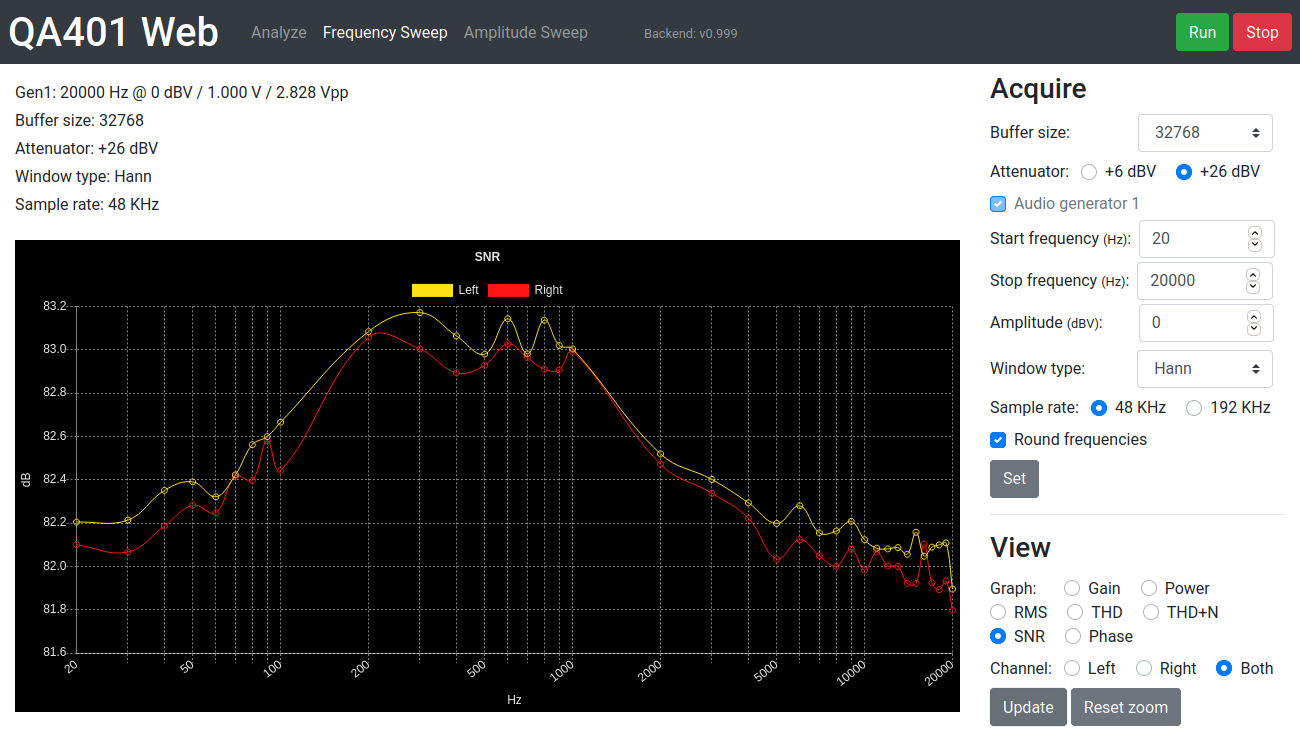 QA401 Web Analyze Frequency Sweep Amplitude Sweep Backend: v0.999 Run Stop
Gen1: 20000 Hz @ 0 dBV / 1.000 V / 2.828 Vpp
Buffer size: 32768
Attenuator: +26 dBV
Window type: Hann
Sample rate: 48 KHz
SNR
Left Right
83.2
83.0
82.8
82.6
82.4
82.2
82.0
81.8
81.6
dB
20 50 100 200 500 1000 2000 5000 10000 20000
Hz
Acquire
Buffer size: 32768
Attenuator: +6 dBV +26 dBV
Audio generator 1
Start frequency (Hz): 20
Stop frequency (Hz): 20000
Amplitude (dBV): 0
Window type: Hann
Sample rate: 48 KHz 192 KHz
Round frequencies
Set
View
Graph: Gain Power
RMS THD THD+N
SNR Phase
Channel: Left Right Both
Update Reset zoom